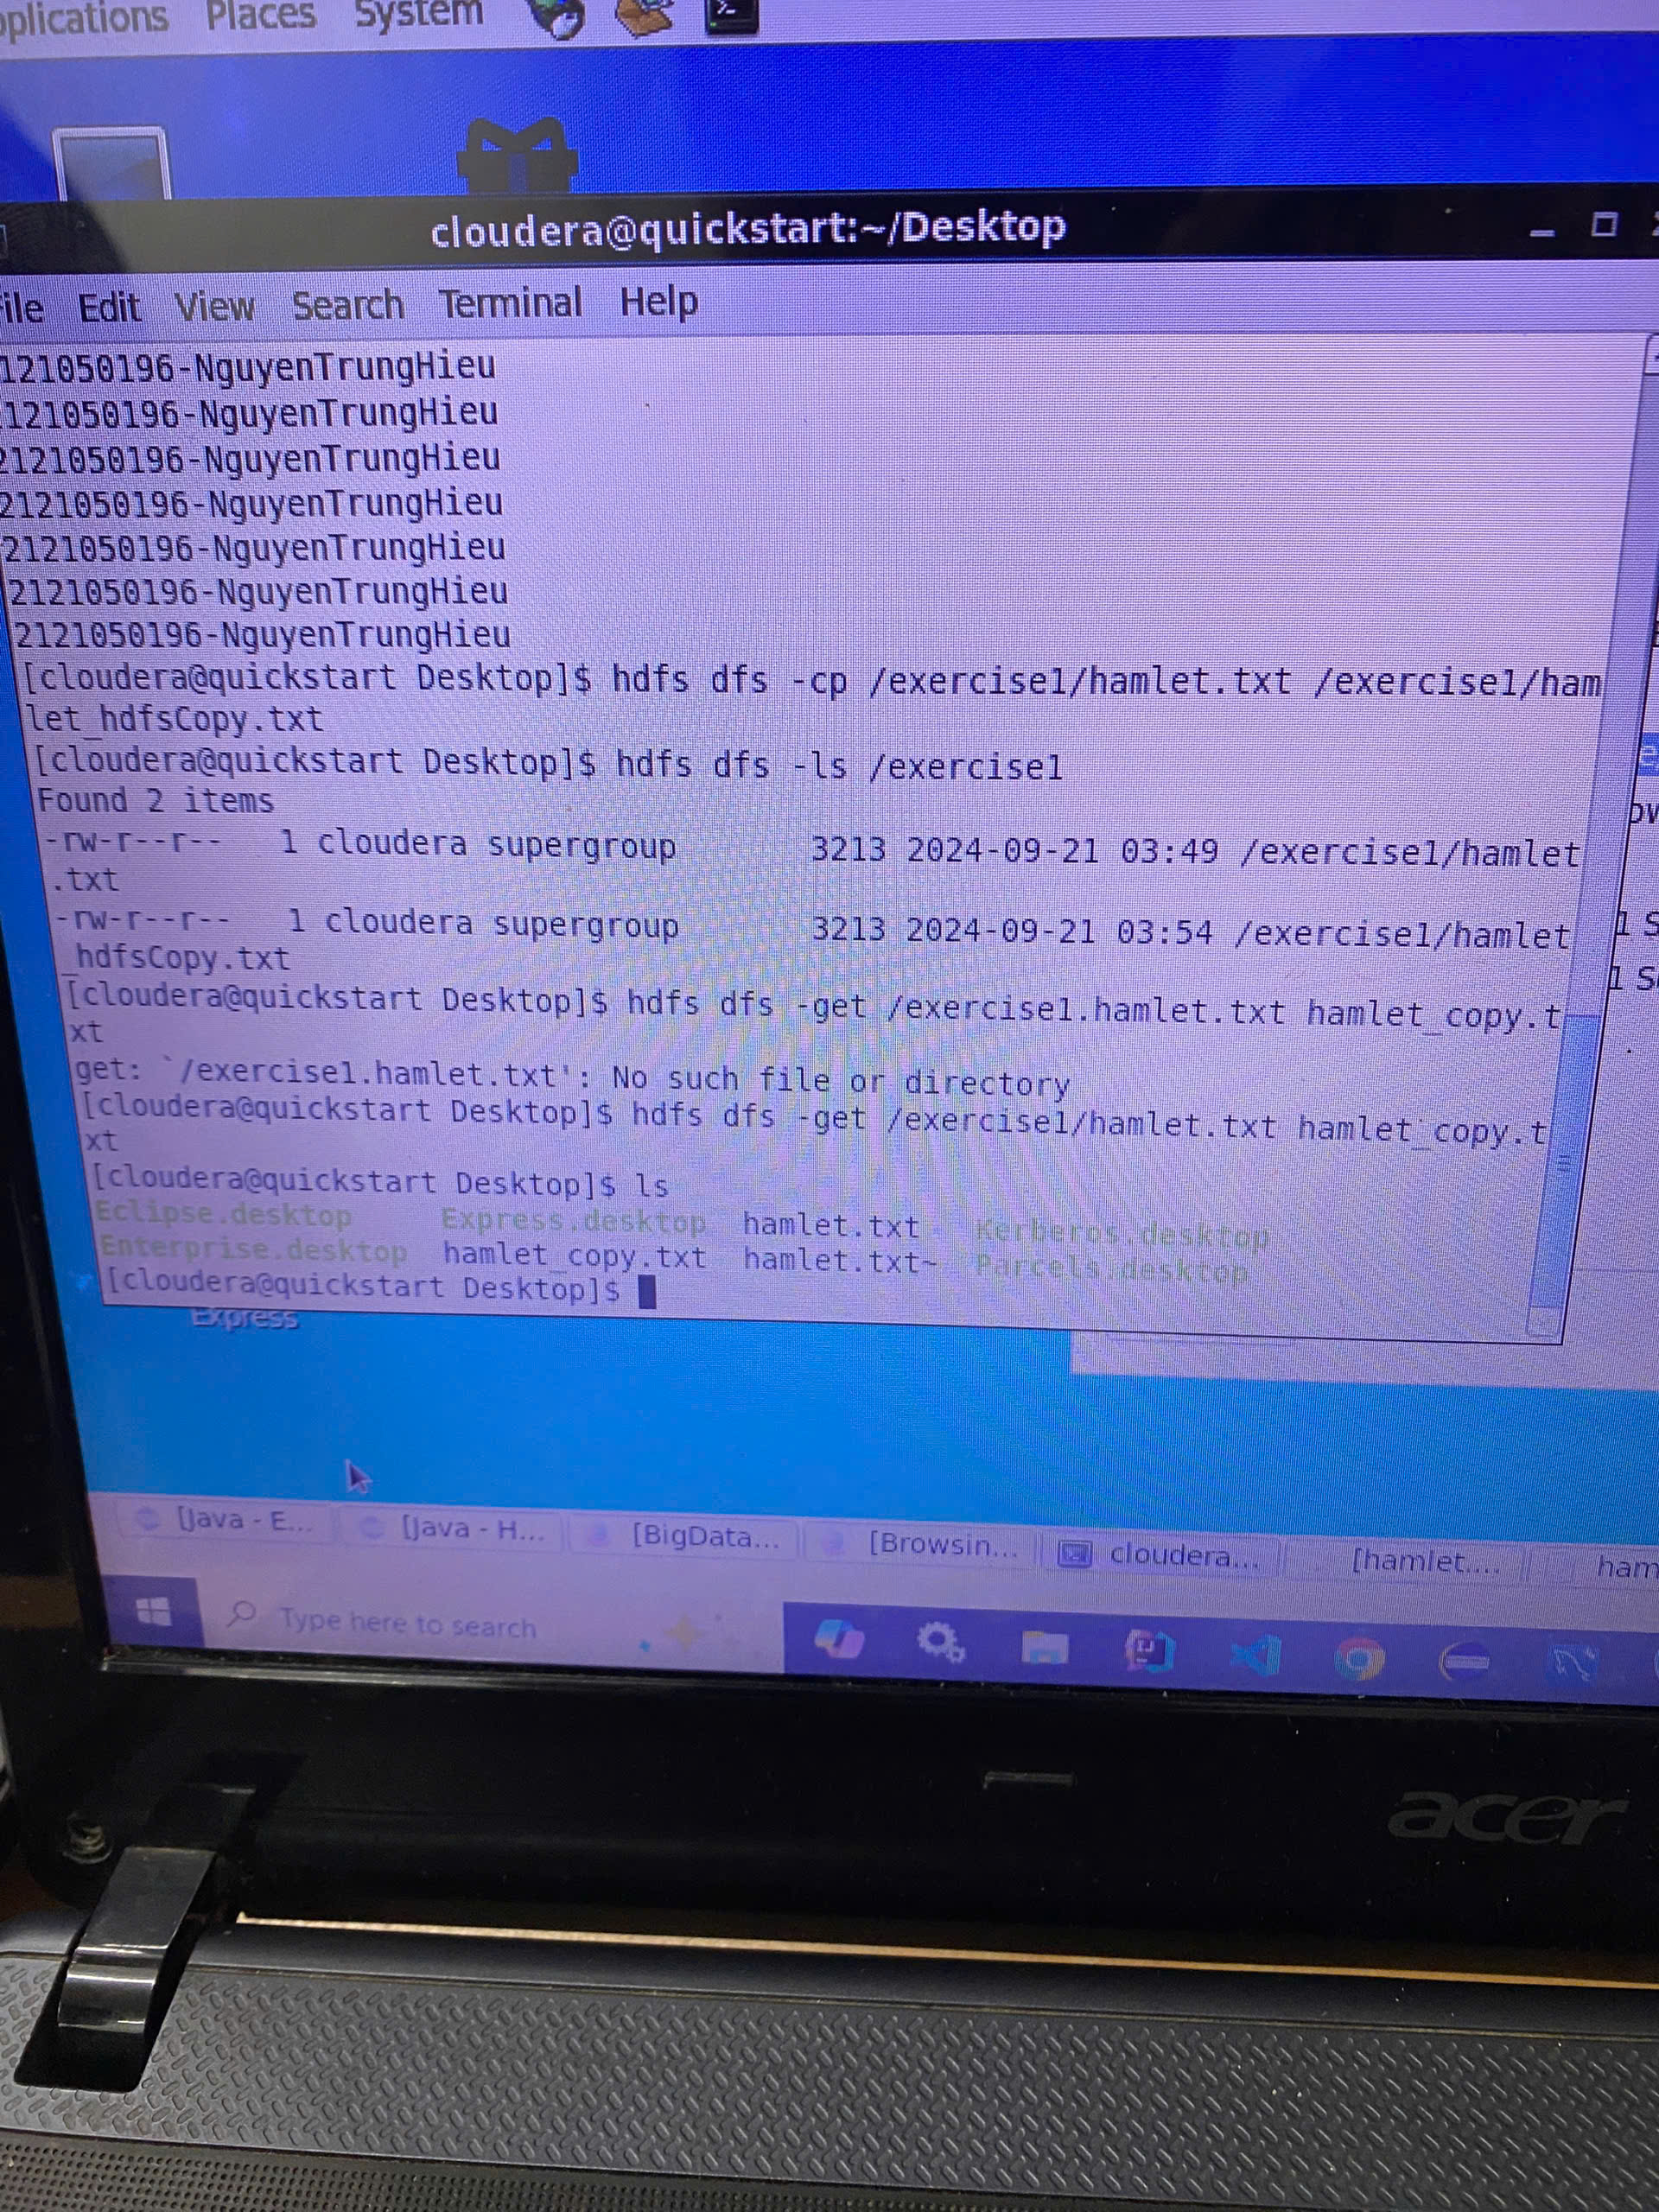 Places System
cloudera@quickstart:~/Desktop
Edit View Search Terminal Help
121050196-NguyenTrungHieu
121050196-NguyenTrungHieu
2121050196-NguyenTrungHieu
2121050196-NguyenTrungHieu
2121050196-NguyenTrungHieu
2121050196-NguyenTrungHieu
2121050196-NguyenTrungHieu
[cloudera@quickstart Desktop]$ hdfs dfs -cp /exercise1/hamlet.txt /exercise1/ham
let_hdfsCopy.txt
[cloudera@quickstart Desktop]$ hdfs dfs -ls /exercise1
Found 2 items
-rw-r--r-- 1 cloudera supergroup 3213 2024-09-21 03:49 /exercise1/hamlet
.txt
-rw-r--r-- 1 cloudera supergroup 3213 2024-09-21 03:54 /exercise1/hamlet
_hdfsCopy.txt
[cloudera@quickstart Desktop]$ hdfs dfs -get /exercise1.hamlet.txt hamlet_copy.t
xt
get: `/exercise1.hamlet.txt': No such file or directory
[cloudera@quickstart Desktop]$ hdfs dfs -get /exercise1/hamlet.txt hamlet_copy.t
xt
[cloudera@quickstart Desktop]$ ls
Eclipse.desktop Express.desktop hamlet.txt Kerberos.desktop
Enterprise.desktop hamlet_copy.txt hamlet.txt~ Parcels.desktop
[cloudera@quickstart Desktop]$
Express
[Java - E... [Java - H... [BigData... [Browsin... cloudera... [hamlet.... ham
Type here to search
acer